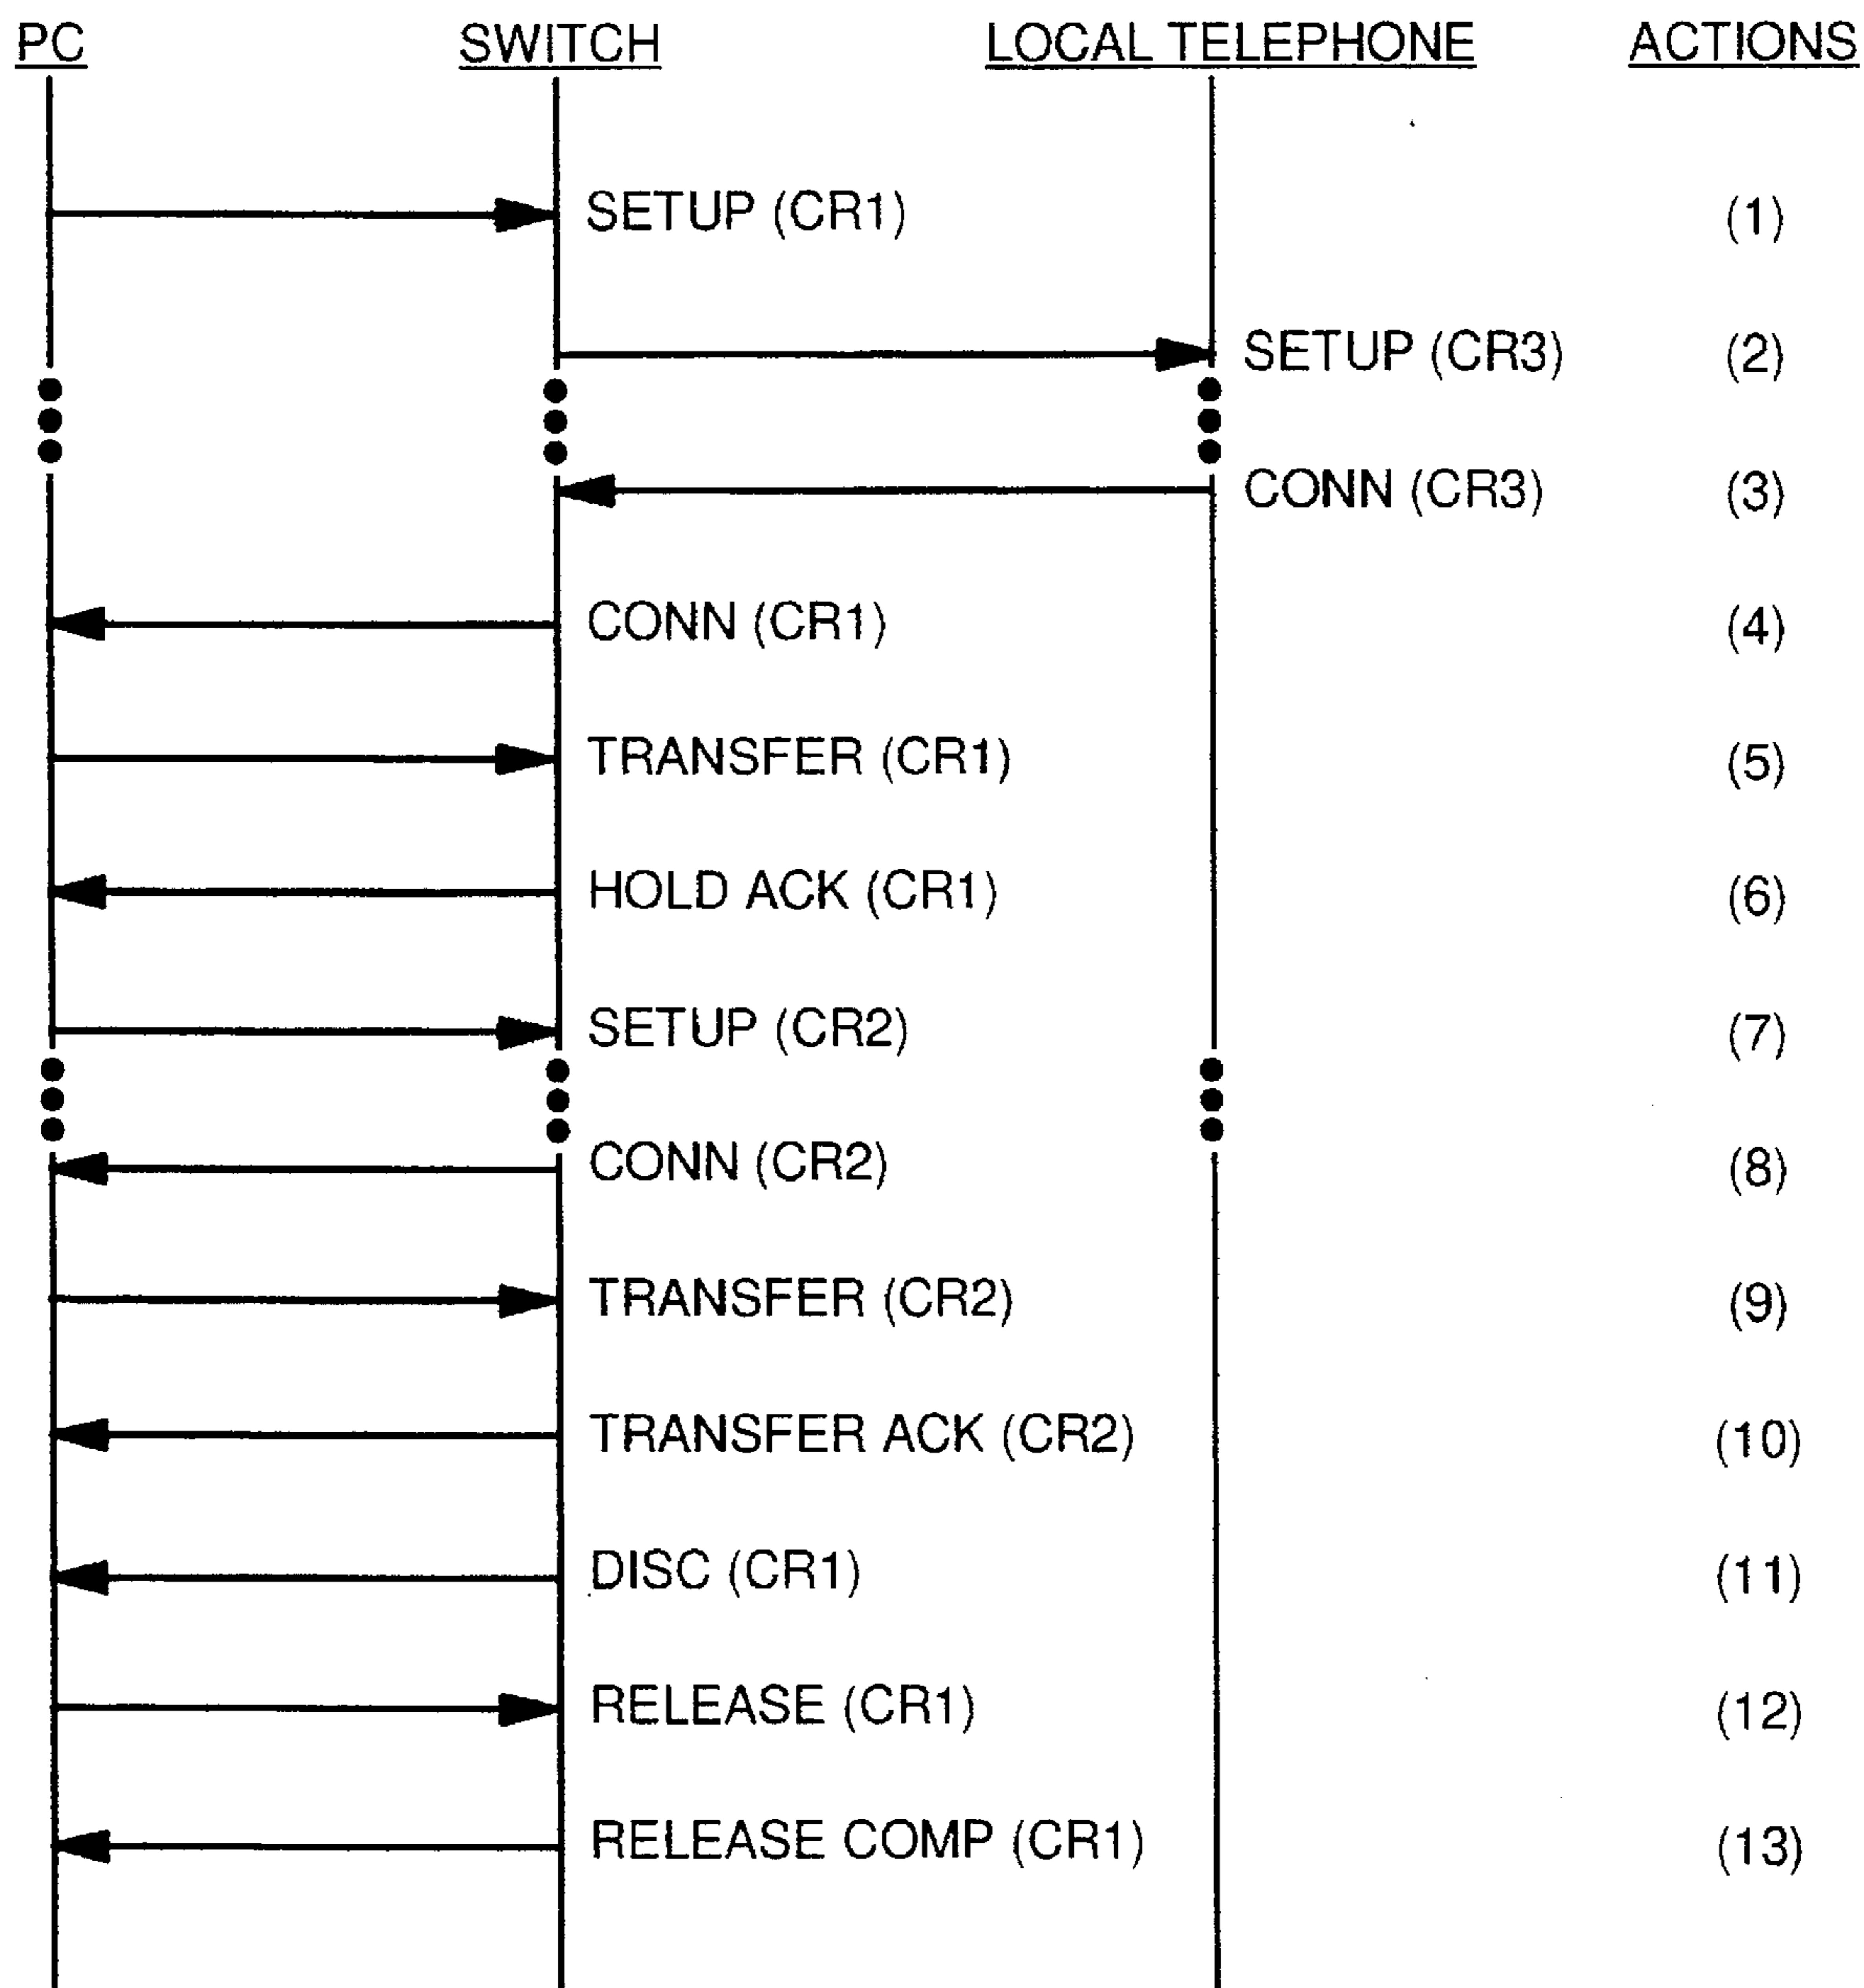 PC SWITCH LOCAL TELEPHONE ACTIONS
SETUP (CR1) (1)
SETUP (CR3) (2)
CONN (CR3) (3)
CONN (CR1) (4)
TRANSFER (CR1) (5)
HOLD ACK (CR1) (6)
SETUP (CR2) (7)
CONN (CR2) (8)
TRANSFER (CR2) (9)
TRANSFER ACK (CR2) (10)
DISC (CR1) (11)
RELEASE (CR1) (12)
RELEASE COMP (CR1) (13)